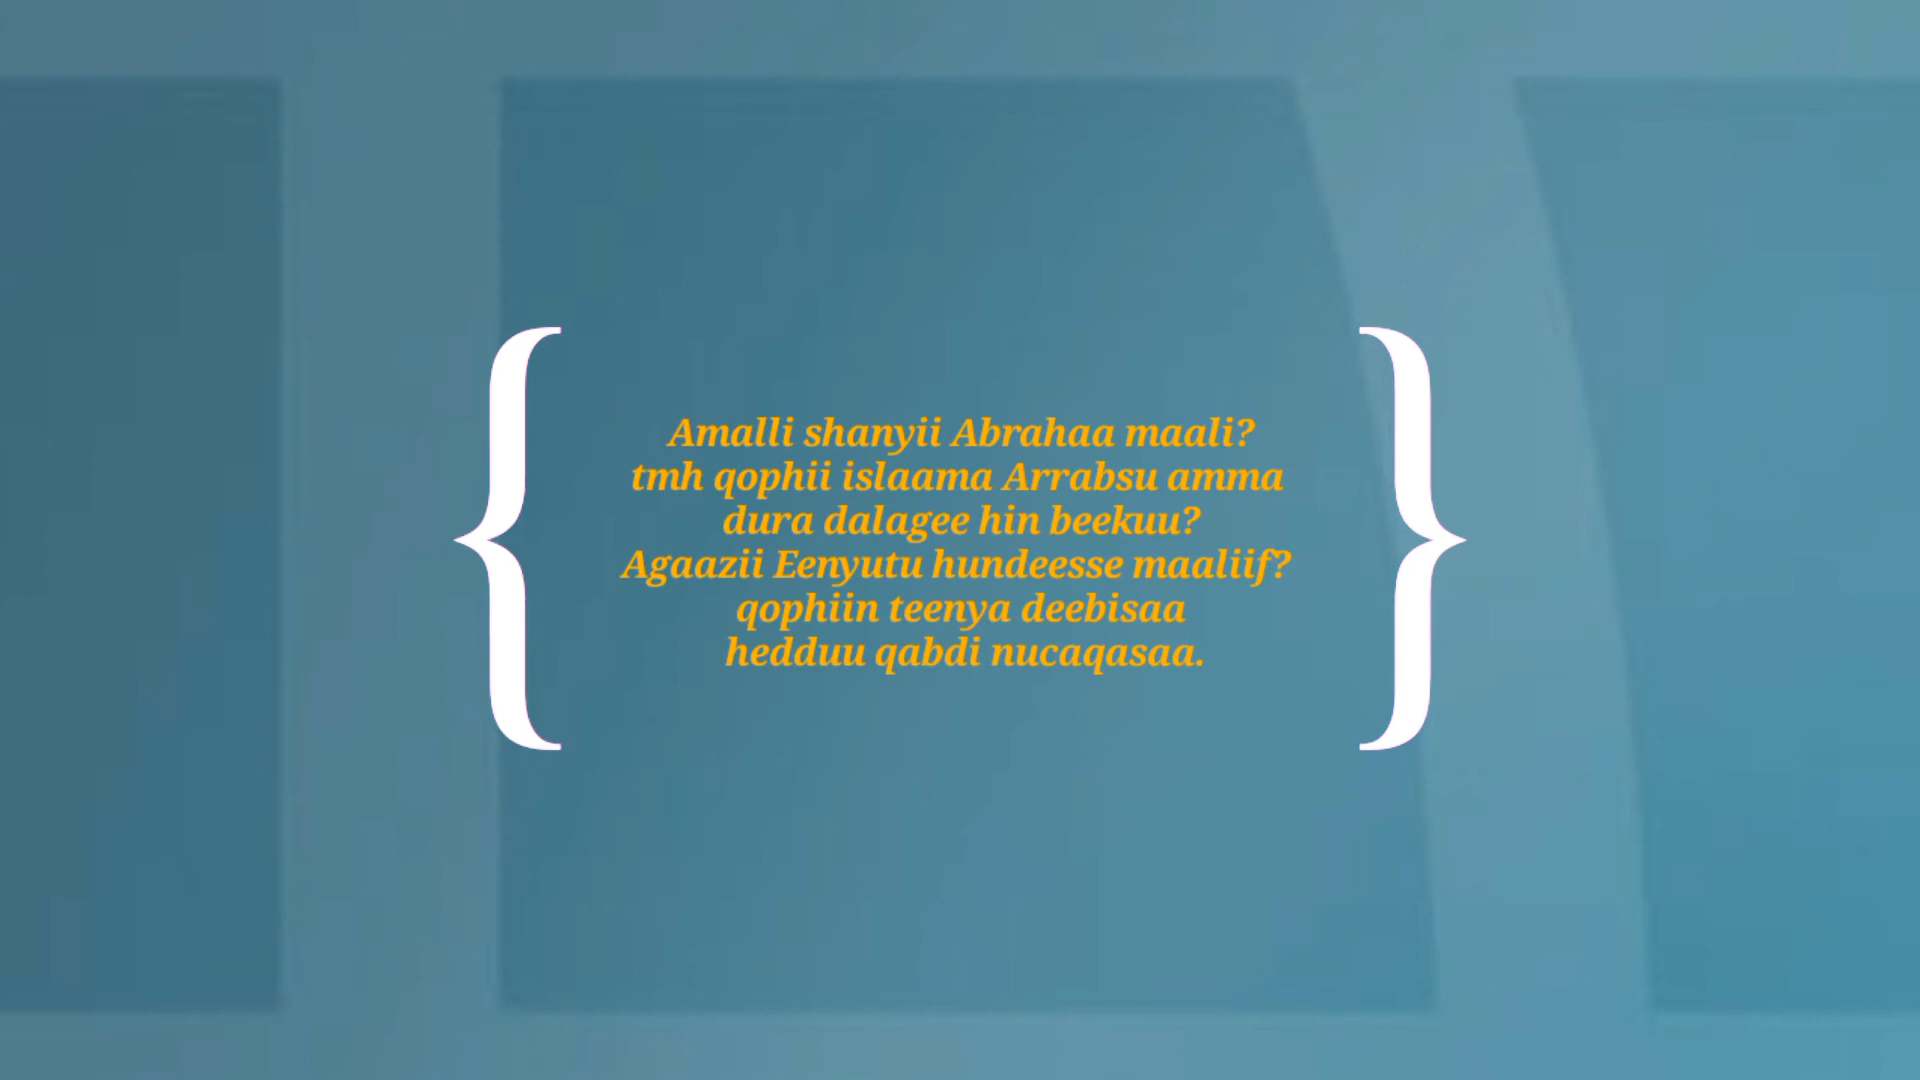 Amalli shanyii Abrahaa maali?
tmh qophii islaama Arrabsu amma
dura dalagee hin beekuu?
Agaazii Eenyutu hundeesse maaliif?
qophiin teenya deebisaa
hedduu qabdi nucaqasaa.